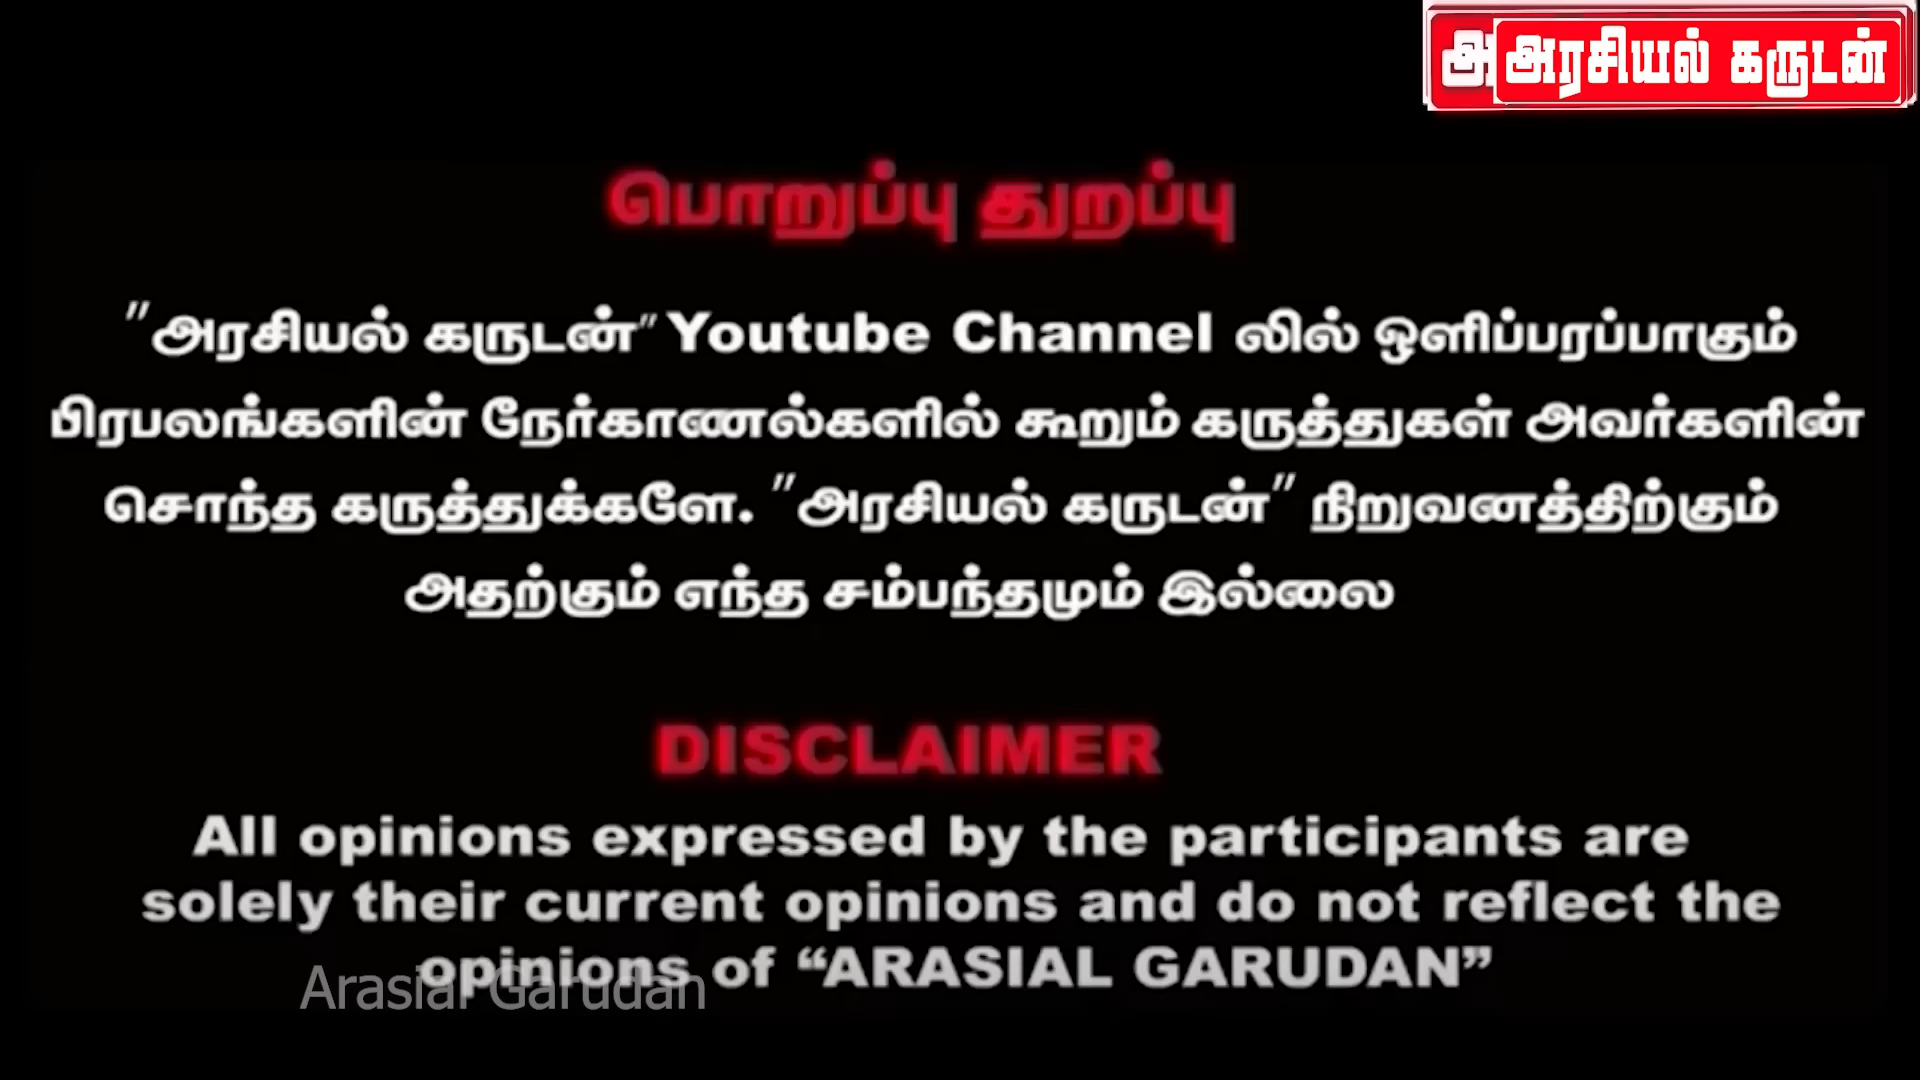 அ அரசியல் கருடன்
பொறுப்பு துறப்பு
"அரசியல் கருடன்" Youtube Channel லில் ஒளிப்பரப்பாகும்
பிரபலங்களின் நேர்காணல்களில் கூறும் கருத்துகள் அவர்களின்
சொந்த கருத்துக்களே. "அரசியல் கருடன்" நிறுவனத்திற்கும்
அதற்கும் எந்த சம்பந்தமும் இல்லை
DISCLAIMER
All opinions expressed by the participants are
solely their current opinions and do not reflect the
opinions of “ARASIAL GARUDAN”
Arasial Garudan